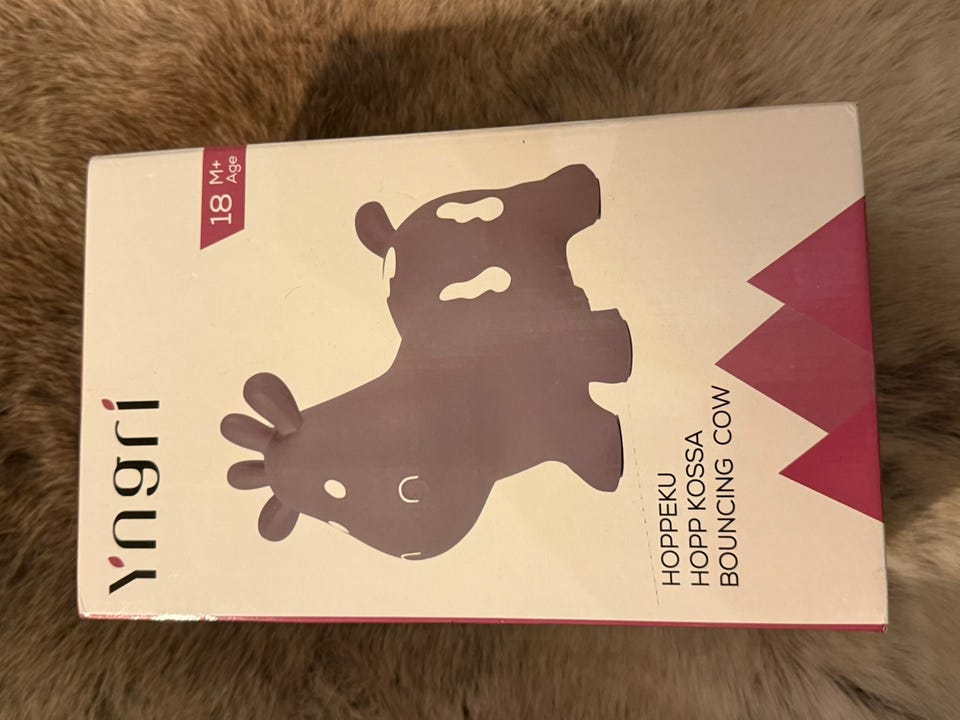 Yngri
18 M+
Age
HOPPEKU
HOPP KOSSA
BOUNCING COW